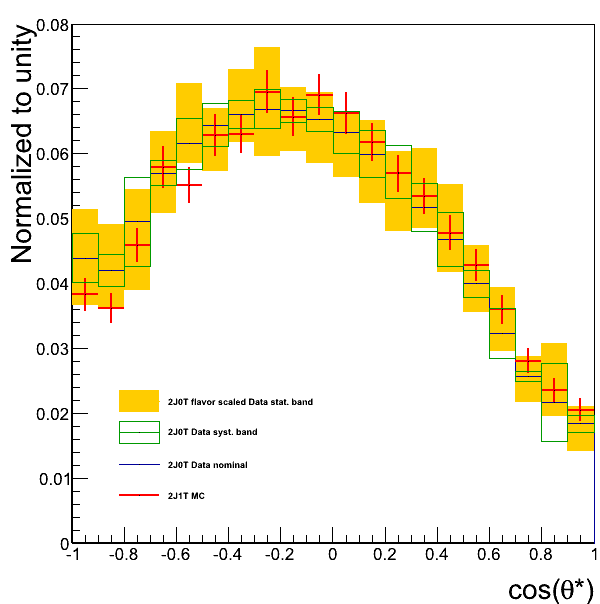 Normalized to unity
0.08
0.07
0.06
0.05
0.04
0.03
0.02
0.01
0
2J0T flavor scaled Data stat. band
2J0T Data syst. band
2J0T Data nominal
2J1T MC
-1 -0.8 -0.6 -0.4 -0.2 0 0.2 0.4 0.6 0.8 1
cos(θ*)